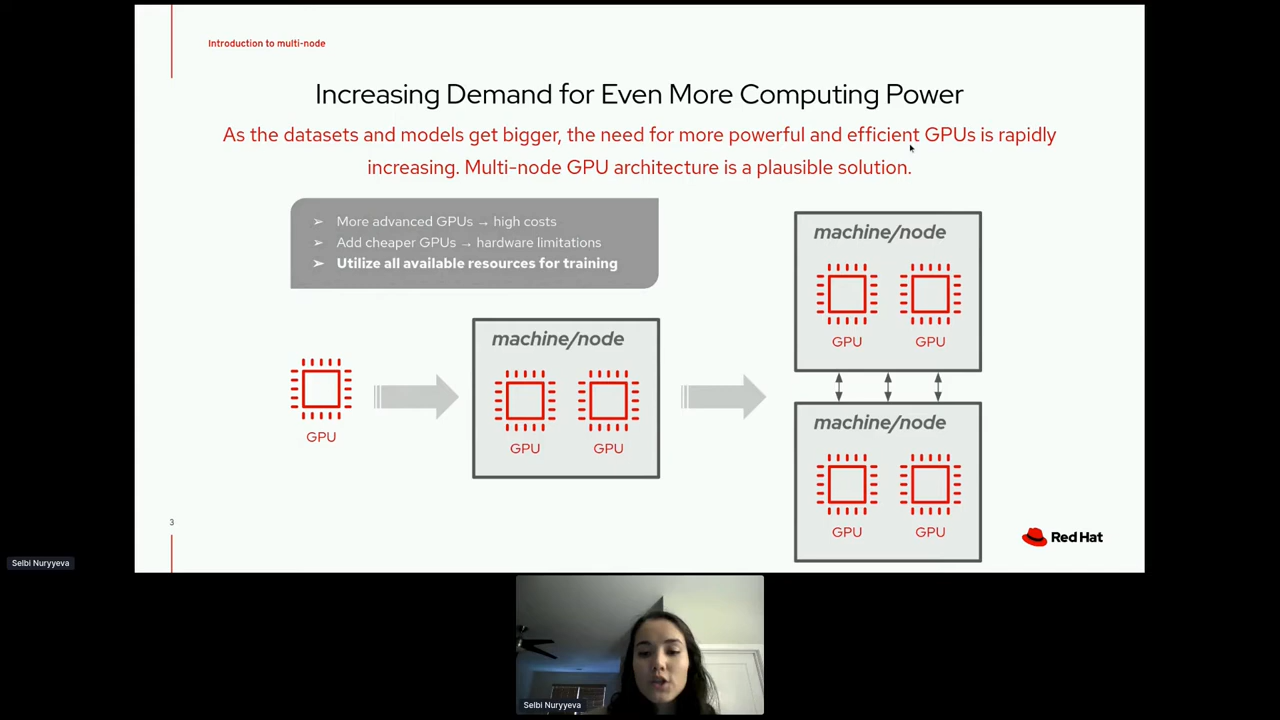 Introduction to multi-node
Increasing Demand for Even More Computing Power
As the datasets and models get bigger, the need for more powerful and efficient GPUs is rapidly
increasing. Multi-node GPU architecture is a plausible solution.
➢ More advanced GPUs → high costs
➢ Add cheaper GPUs → hardware limitations
➢ Utilize all available resources for training
GPU
machine/node
GPU GPU
machine/node
GPU GPU
machine/node
GPU GPU
3
Red Hat
Selbi Nuryyeva
Selbi Nuryyeva